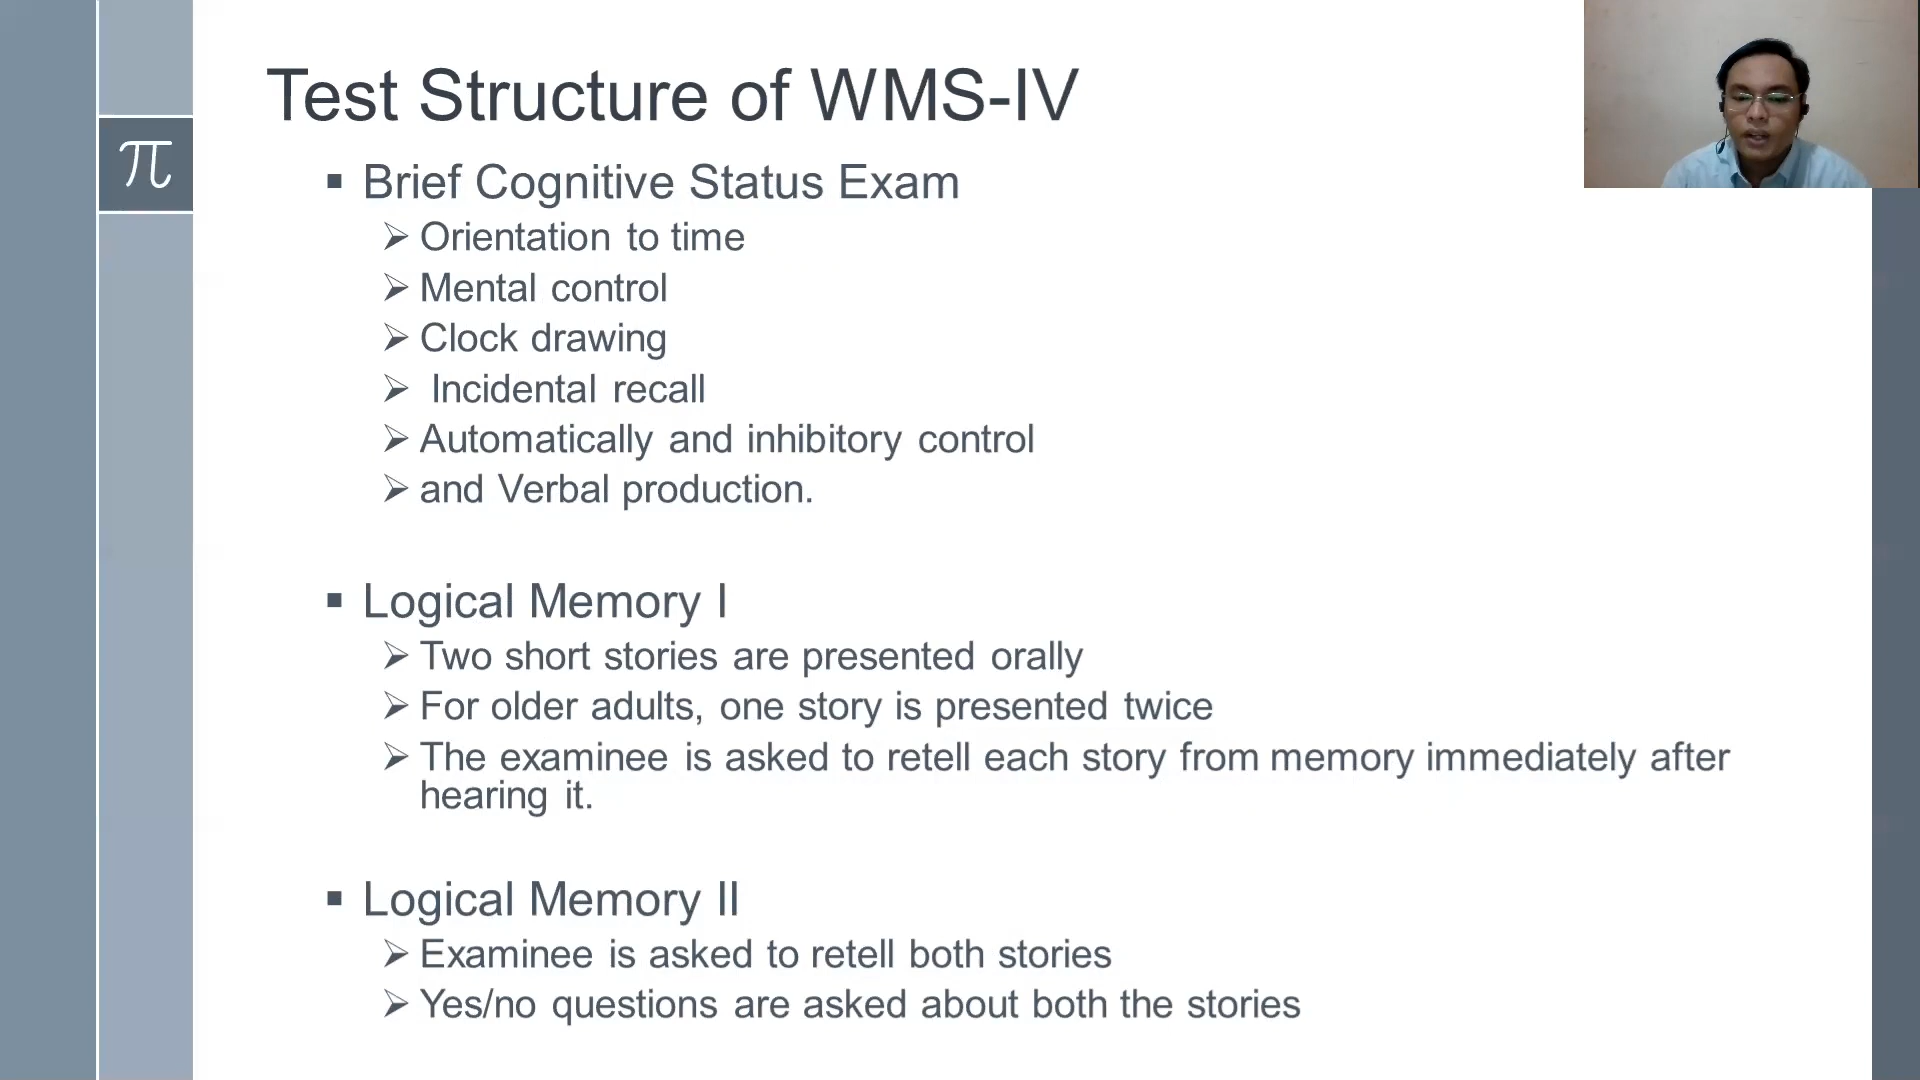 Test Structure of WMS-IV
π
▪ Brief Cognitive Status Exam
➢ Orientation to time
➢ Mental control
➢ Clock drawing
➢ Incidental recall
➢ Automatically and inhibitory control
➢ and Verbal production.
▪ Logical Memory I
➢ Two short stories are presented orally
➢ For older adults, one story is presented twice
➢ The examinee is asked to retell each story from memory immediately after
hearing it.
▪ Logical Memory II
➢ Examinee is asked to retell both stories
➢ Yes/no questions are asked about both the stories